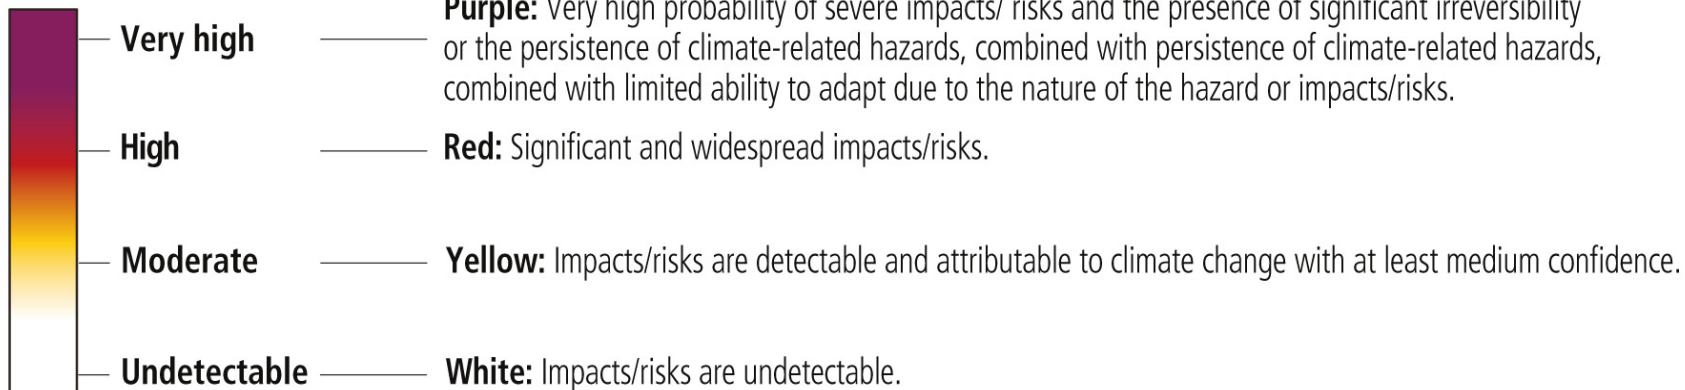 Purple: Very high probability of severe impacts/ risks and the presence of significant irreversibility
Very high
or the persistence of climate-related hazards, combined with persistence of climate-related hazards,
combined with limited ability to adapt due to the nature of the hazard or impacts/risks.
High
Red: Significant and widespread impacts/risks.
Moderate
Yellow: Impacts/risks are detectable and attributable to climate change with at least medium confidence.
Undetectable
White: Impacts/risks are undetectable.